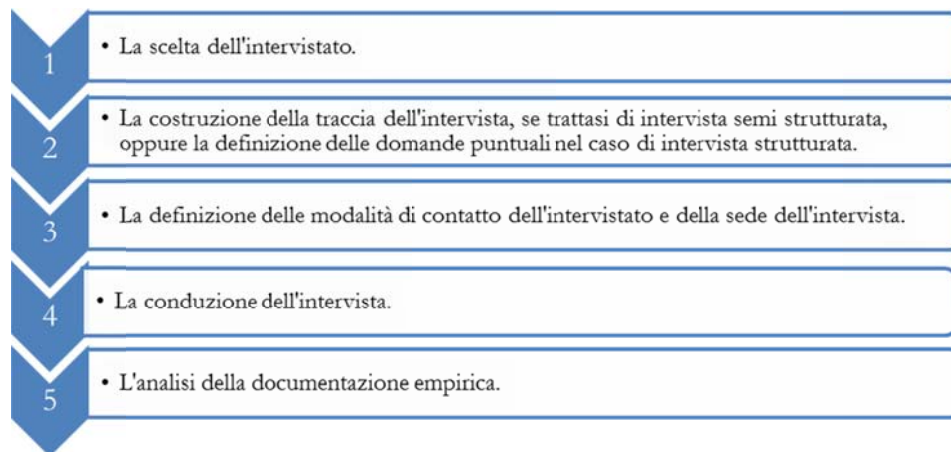 1
• La scelta dell'intervistato.
2
• La costruzione della traccia dell'intervista, se trattasi di intervista semi strutturata,
oppure la definizione delle domande puntuali nel caso di intervista strutturata.
3
• La definizione delle modalità di contatto dell'intervistato e della sede dell'intervista.
4
• La conduzione dell'intervista.
5
• L'analisi della documentazione empirica.